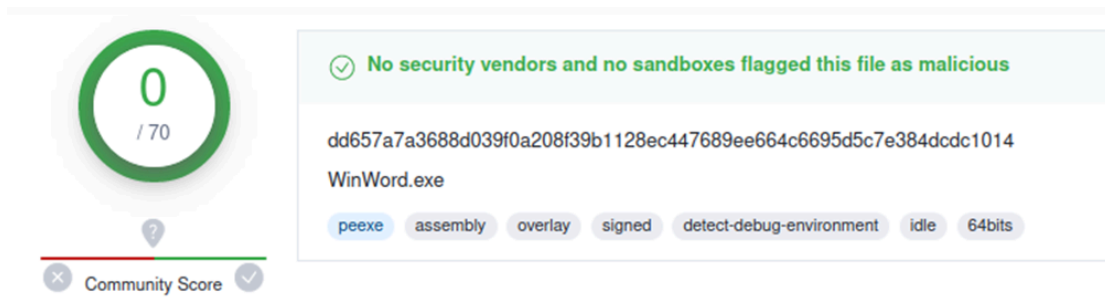 0
/ 70
?
Community Score
No security vendors and no sandboxes flagged this file as malicious
dd657a7a3688d039f0a208f39b1128ec447689ee664c6695d5c7e384dcdc1014
WinWord.exe
peexe assembly overlay signed detect-debug-environment idle 64bits